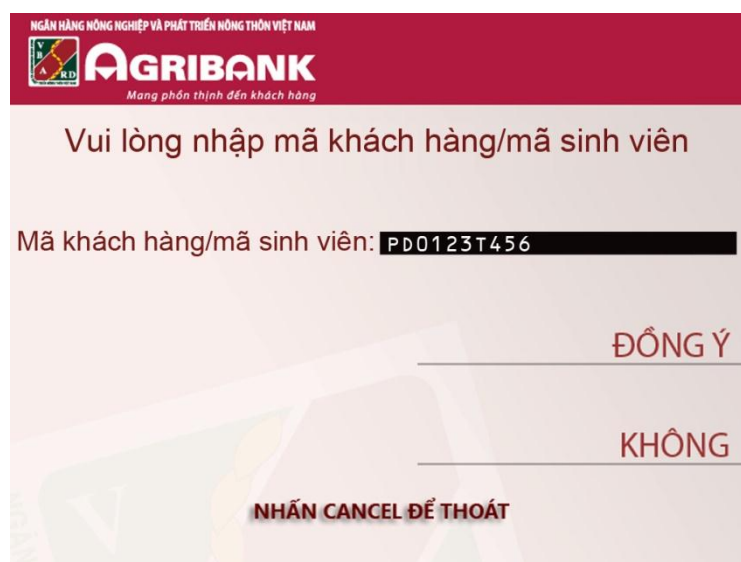 NGÂN HÀNG NÔNG NGHIỆP VÀ PHÁT TRIỂN NÔNG THÔN VIỆT NAM
VBARD
AGRIBANK
Mang phồn thịnh đến khách hàng
Vui lòng nhập mã khách hàng/mã sinh viên
Mã khách hàng/mã sinh viên: PD0123T456
ĐỒNG Ý
KHÔNG
NHẤN CANCEL ĐỂ THOÁT